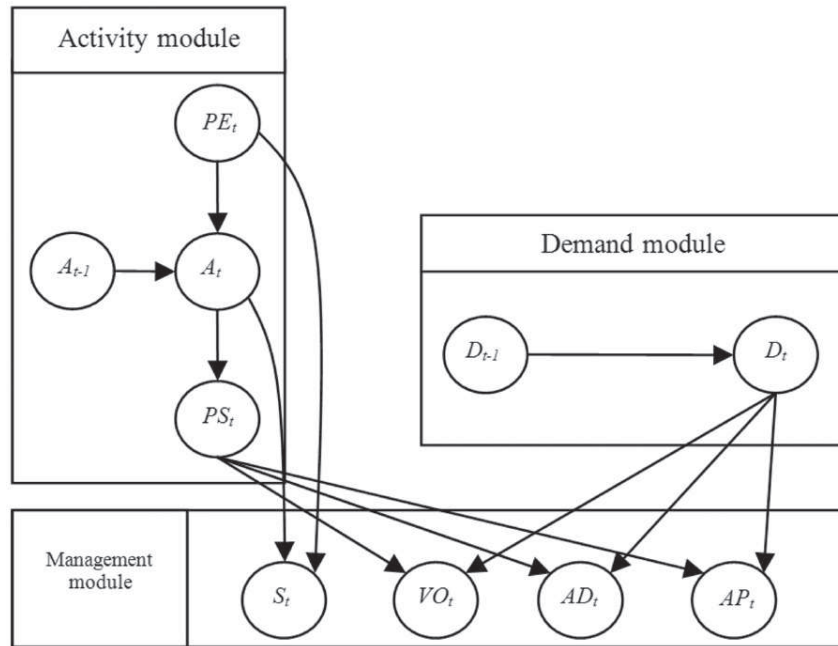 Activity module
PEt
At-1
At
PSt
Demand module
Dt-1
Dt
Management
module
St
VOt
ADt
APt